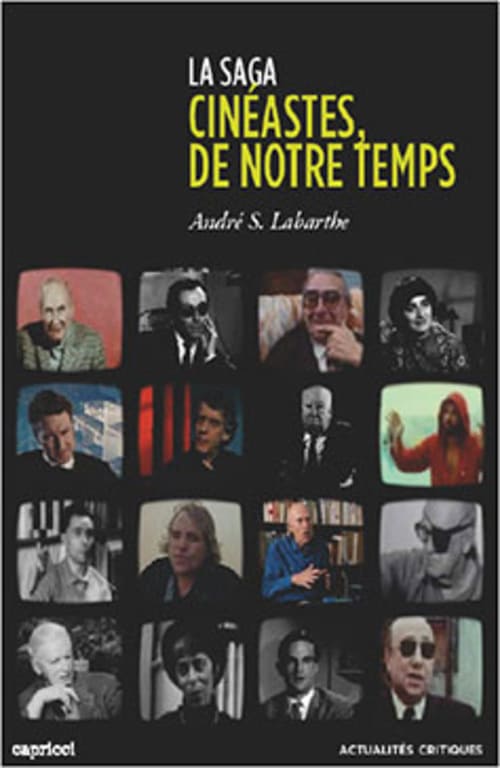 LA SAGA
CINÉASTES,
DE NOTRE TEMPS
André S. Labarthe
capricci
ACTUALITÉS CRITIQUES